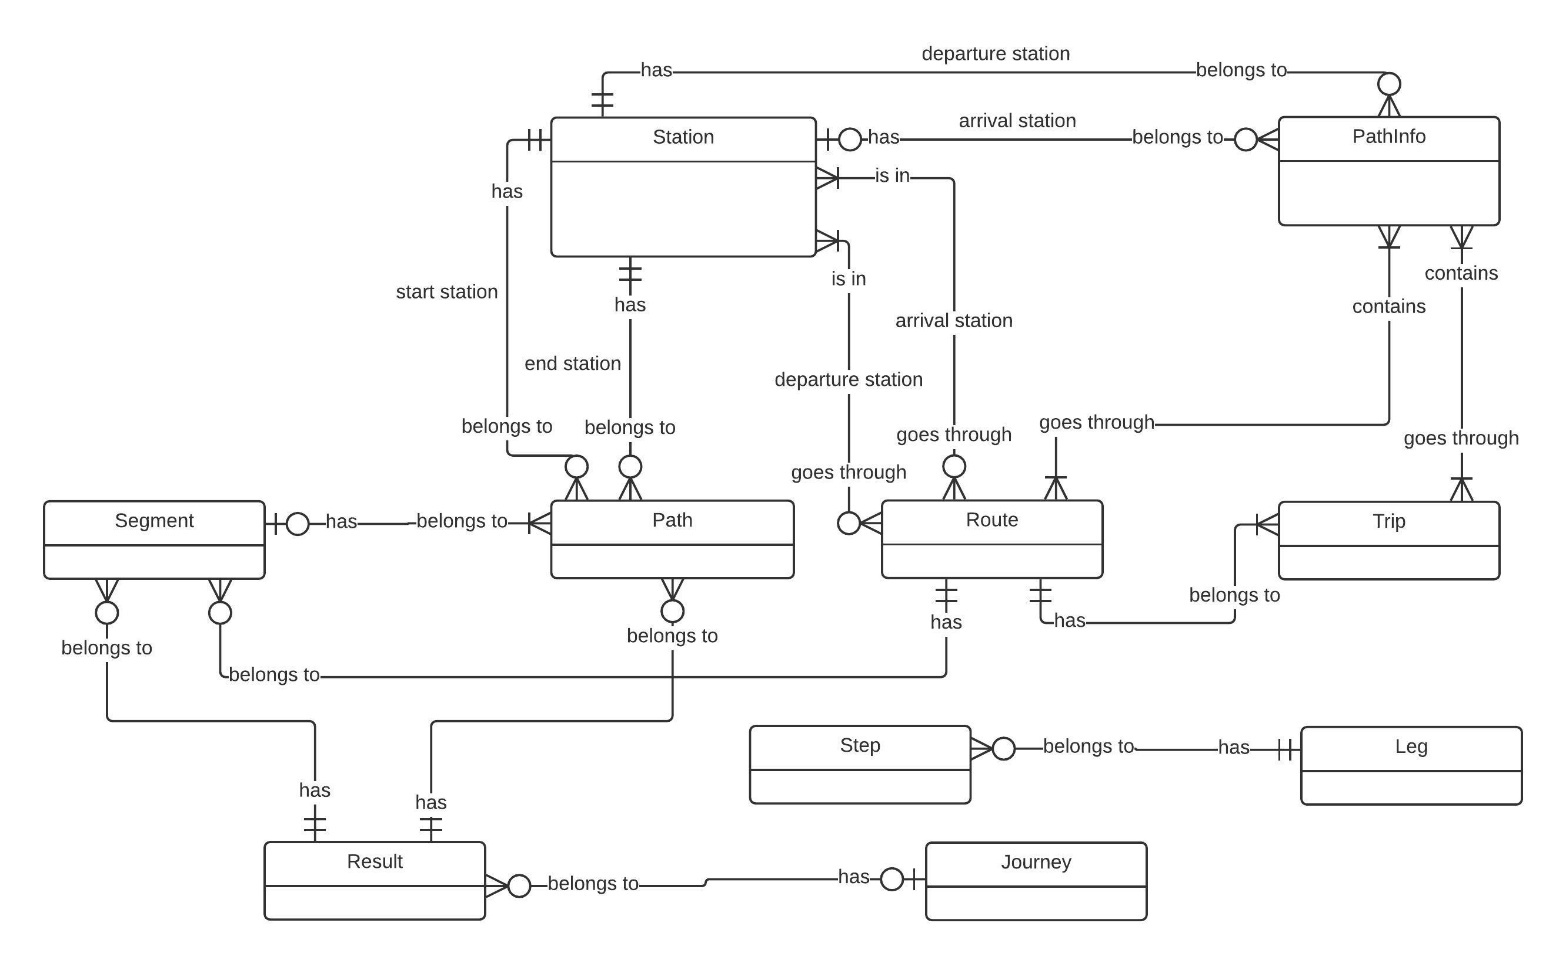 departure station
has
belongs to
arrival station
Station
has
belongs to
PathInfo
is in
has
is in
contains
start station
has
contains
arrival station
end station
departure station
belongs to
belongs to
goes through
goes through
goes through
goes through
Segment
has
belongs to
Path
Route
Trip
belongs to
has
has
belongs to
belongs to
belongs to
Step
belongs to
has
Leg
has
has
Result
Journey
belongs to
has